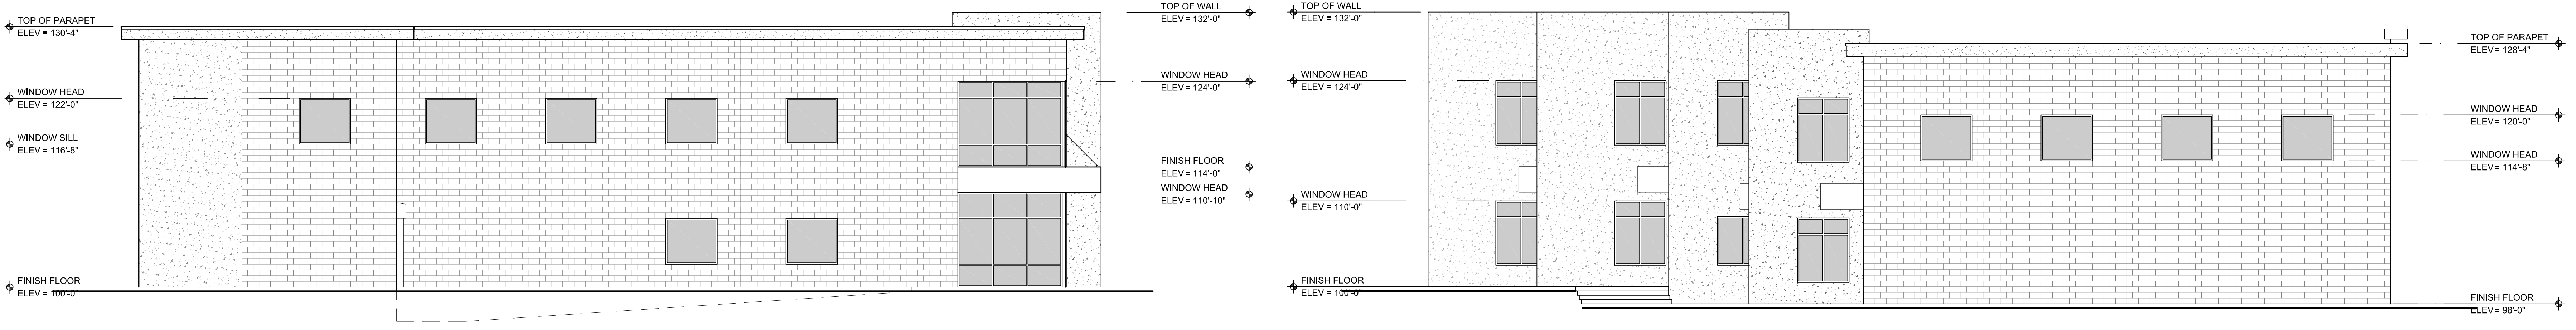 TOP OF PARAPET
ELEV = 130'-4"
WINDOW HEAD
ELEV = 122'-0"
WINDOW SILL
ELEV = 116'-8"
FINISH FLOOR
ELEV = 100'-0"
TOP OF WALL
ELEV = 132'-0"
WINDOW HEAD
ELEV = 124'-0"
FINISH FLOOR
ELEV = 114'-0"
WINDOW HEAD
ELEV = 110'-10"
TOP OF WALL
ELEV = 132'-0"
WINDOW HEAD
ELEV = 124'-0"
WINDOW HEAD
ELEV = 110'-0"
FINISH FLOOR
ELEV = 100'-0"
TOP OF PARAPET
ELEV = 128'-4"
WINDOW HEAD
ELEV = 120'-0"
WINDOW HEAD
ELEV = 114'-8"
FINISH FLOOR
ELEV = 98'-0"